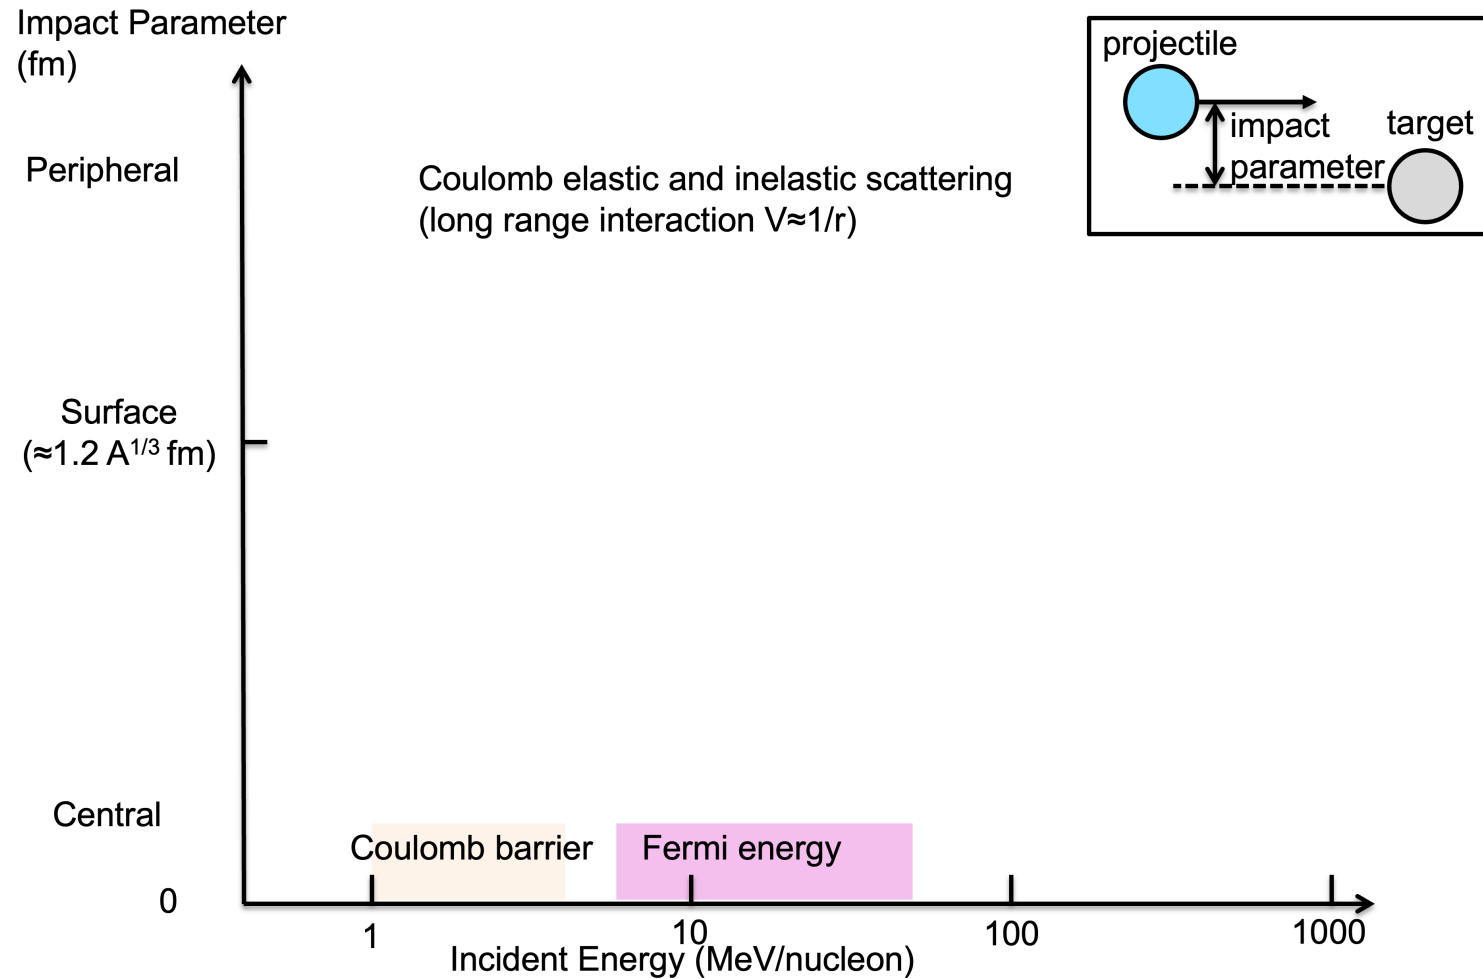 Impact Parameter
(fm)
projectile
impact
parameter
target
Peripheral
Coulomb elastic and inelastic scattering
(long range interaction V≈1/r)
Surface
(≈1.2 A1/3 fm)
Central
Coulomb barrier
Fermi energy
0
1
10
100
1000
Incident Energy (MeV/nucleon)